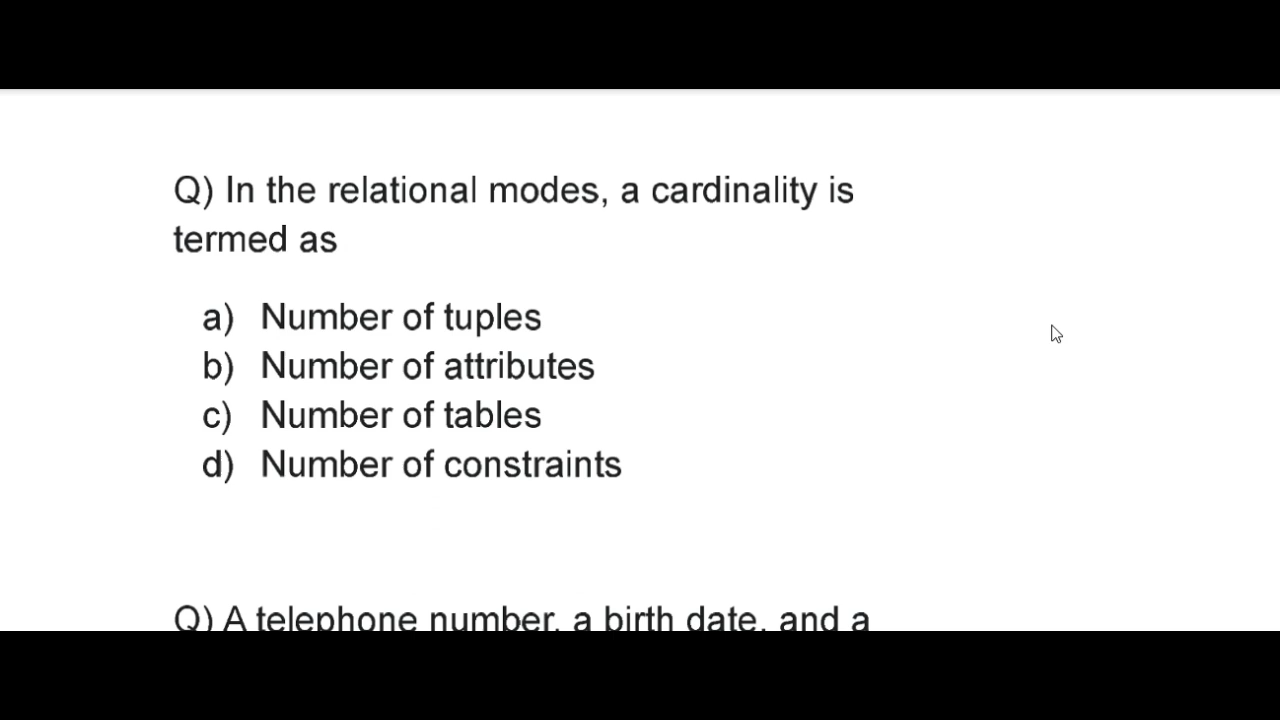 Q) In the relational modes, a cardinality is
termed as
a) Number of tuples
b) Number of attributes
c) Number of tables
d) Number of constraints
Q) A telephone number, a birth date, and a